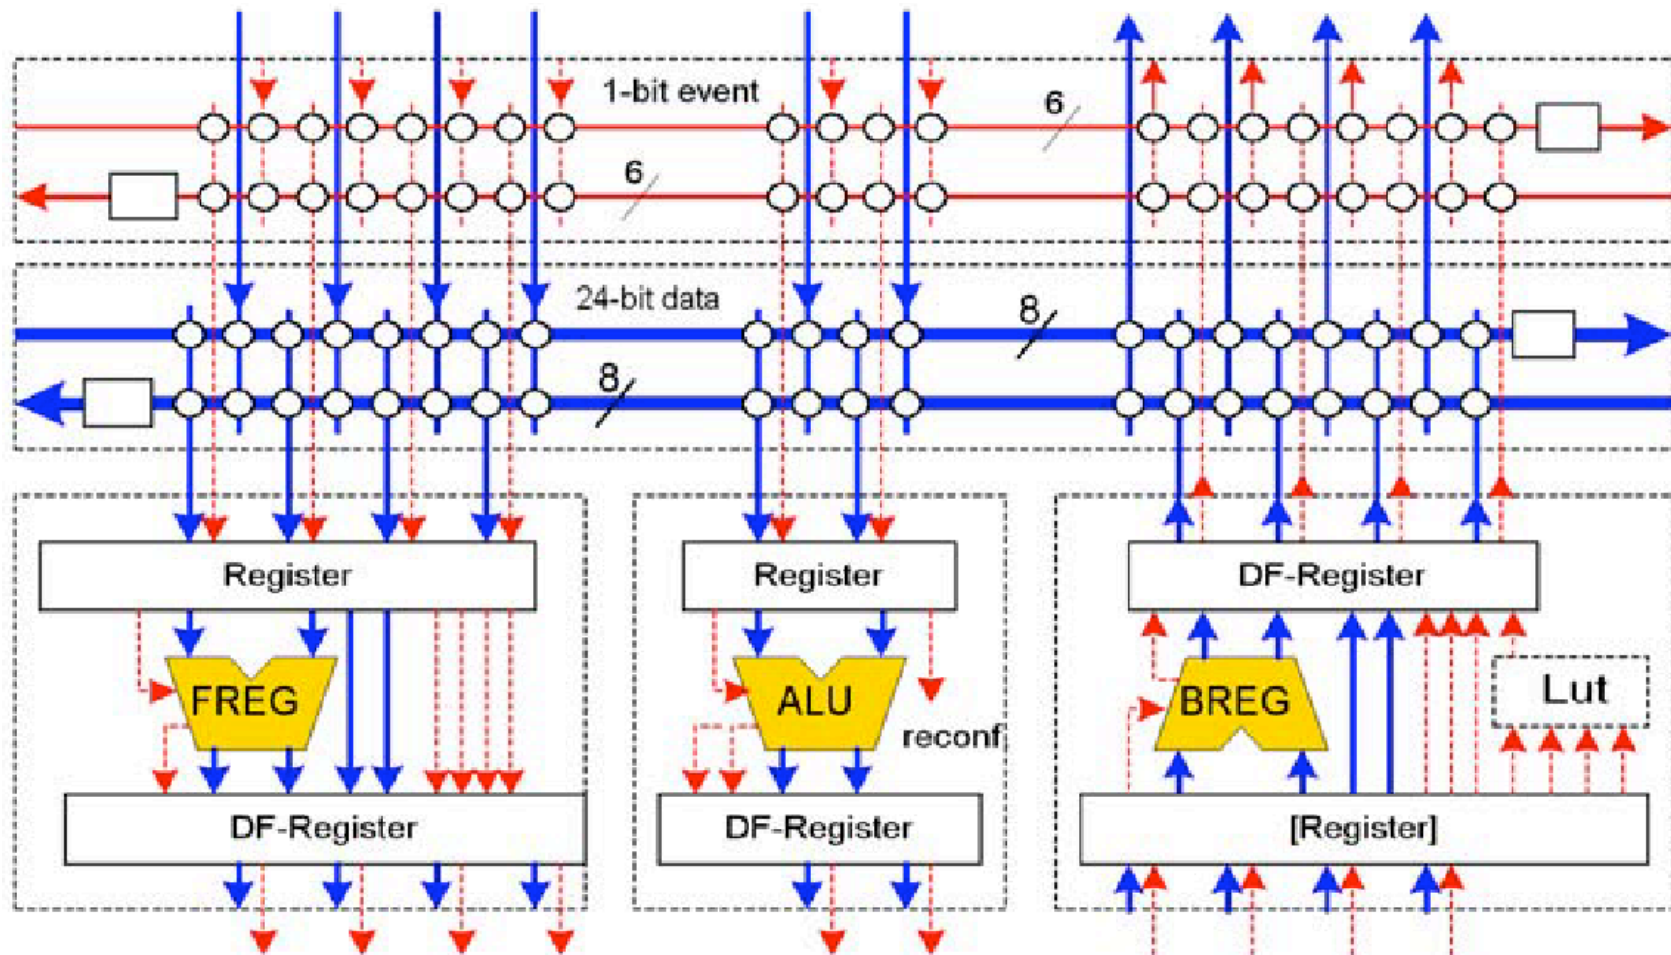 1-bit event
6
6
24-bit data
8
8
Register
Register
DF-Register
FREG
ALU
BREG
Lut
reconf
DF-Register
DF-Register
[Register]